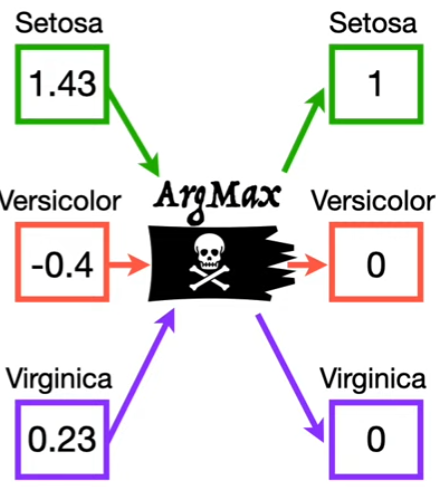 Setosa
1.43
Setosa
1
Versicolor
-0.4
ArgMax
Versicolor
0
Virginica
0.23
Virginica
0